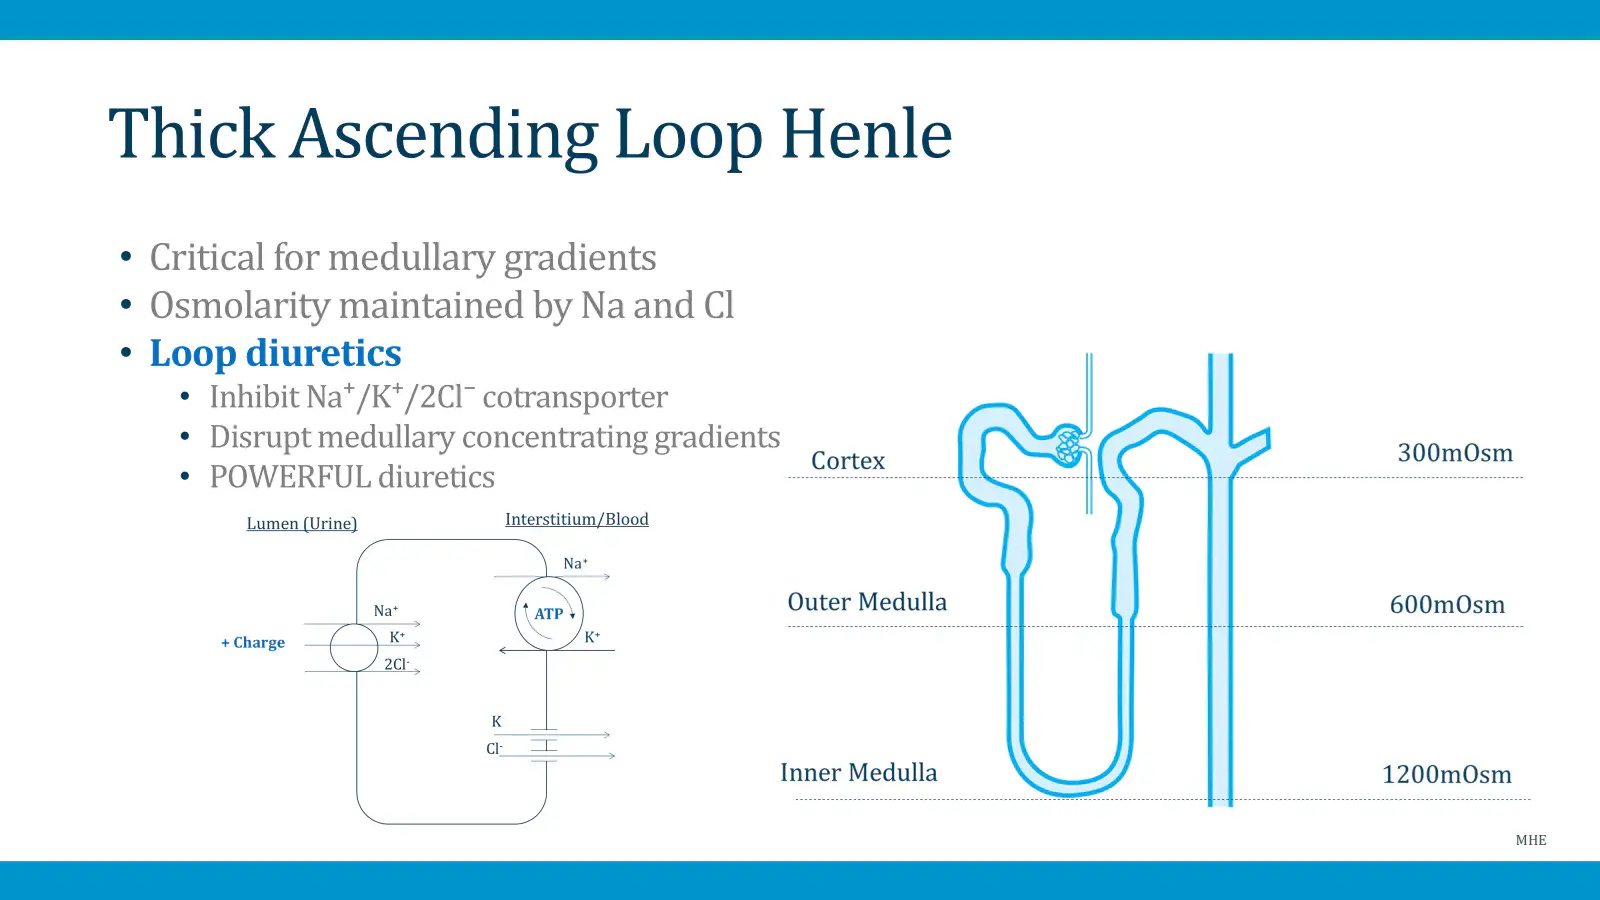 Thick Ascending Loop Henle
• Critical for medullary gradients
• Osmolarity maintained by Na and Cl
• Loop diuretics
• Inhibit Na⁺/K⁺/2Cl⁻ cotransporter
• Disrupt medullary concentrating gradients
• POWERFUL diuretics
Lumen (Urine)
Interstitium/Blood
Na⁺
ATP
K⁺
Na⁺
+ Charge
K⁺
2Cl⁻
K
Cl⁻
Cortex
300mOsm
Outer Medulla
600mOsm
Inner Medulla
1200mOsm
MHE